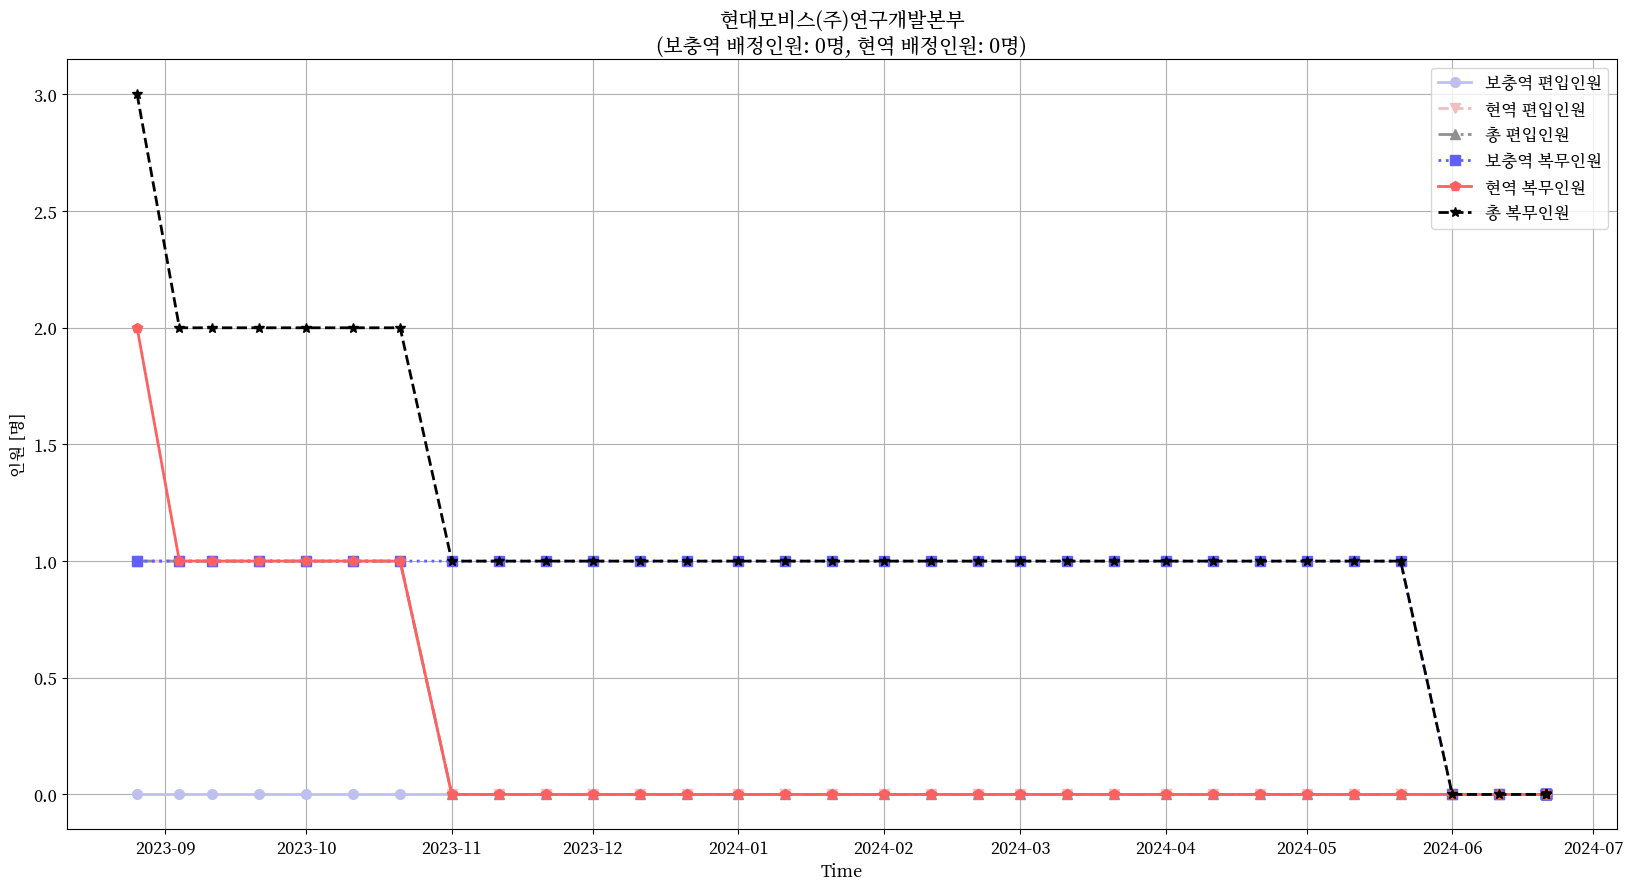 현대모비스(주)연구개발본부
(보충역 배정인원: 0명, 현역 배정인원: 0명)
보충역 편입인원
현역 편입인원
총 편입인원
보충역 복무인원
현역 복무인원
총 복무인원
인원 [명]
3.0
2.5
2.0
1.5
1.0
0.5
0.0
2023-09 2023-10 2023-11 2023-12 2024-01 2024-02 2024-03 2024-04 2024-05 2024-06 2024-07
Time